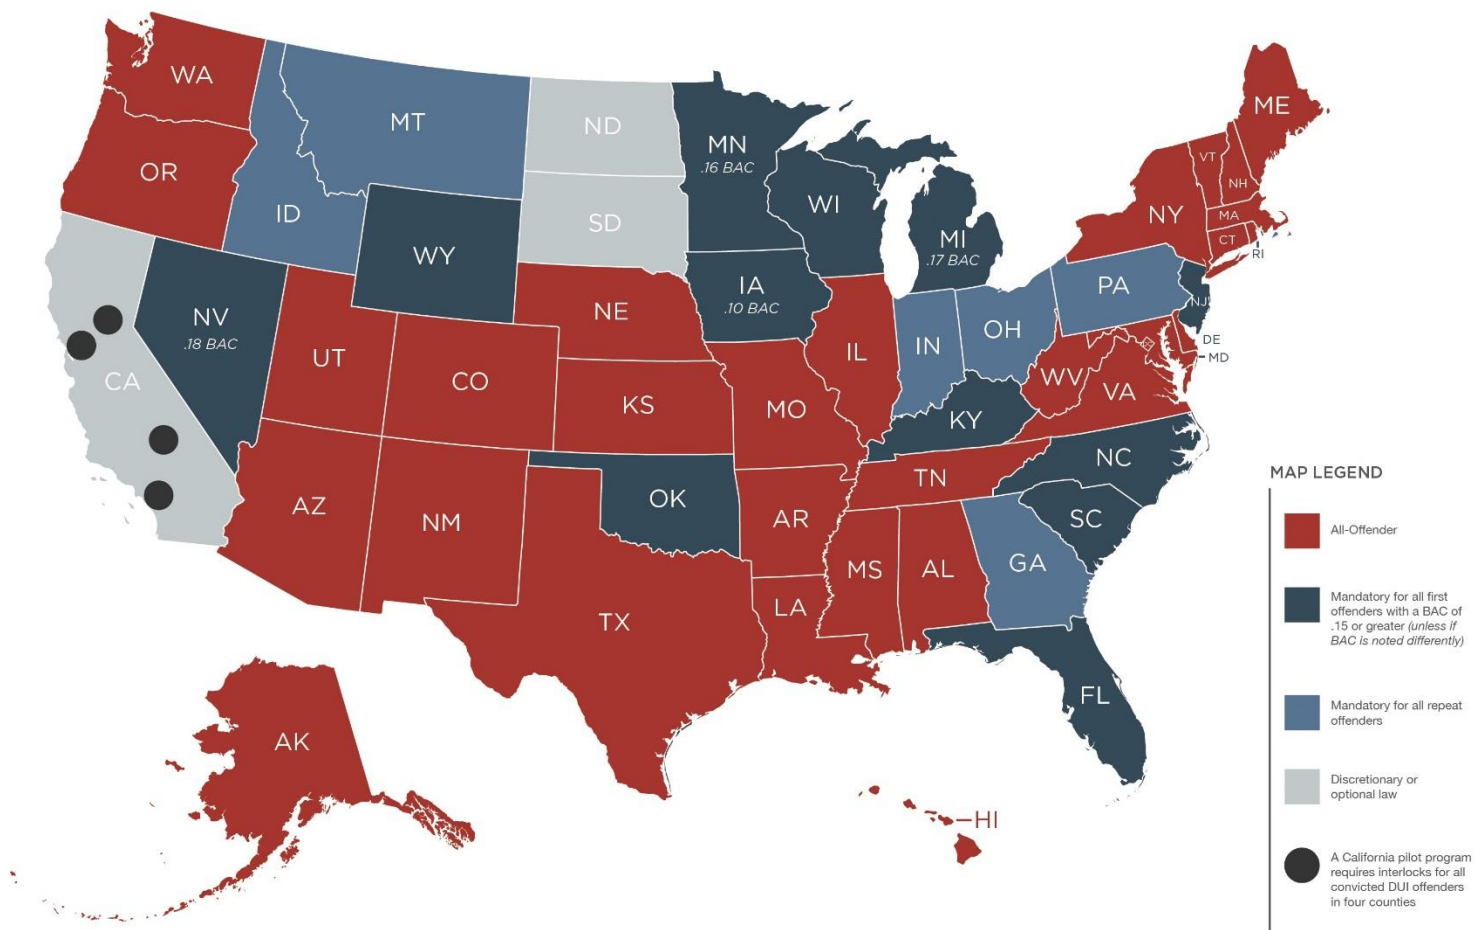 WA
OR
MT
ID
WY
ND
SD
MN
.16 BAC
WI
MI
.17 BAC
IA
.10 BAC
NE
NV
.18 BAC
CA
UT
CO
KS
MO
IL
IN
OH
KY
WV
VA
PA
NY
VT
NH
ME
MA
CT
RI
NJ
DE
MD
AZ
NM
OK
AR
TN
NC
SC
MS
AL
GA
TX
LA
FL
AK
HI
MAP LEGEND
All-Offender
Mandatory for all first
offenders with a BAC of
.15 or greater (unless if
BAC is noted differently)
Mandatory for all repeat
offenders
Discretionary or
optional law
A California pilot program
requires interlocks for all
convicted DUI offenders
in four counties